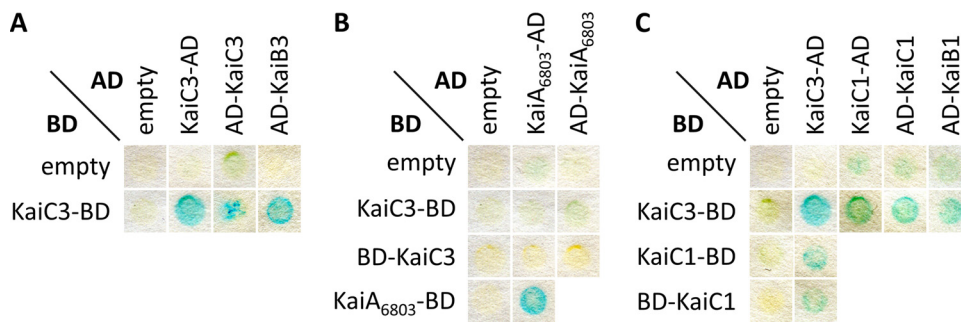 A
AD
BD
empty
KaiC3-AD
AD-KaiC3
AD-KaiB3
empty
KaiC3-BD
B
AD
BD
empty
KaiA6803-AD
AD-KaiA6803
empty
KaiC3-BD
BD-KaiC3
KaiA6803-BD
C
AD
BD
empty
KaiC3-AD
KaiC1-AD
AD-KaiC1
AD-KaiB1
empty
KaiC3-BD
KaiC1-BD
BD-KaiC1